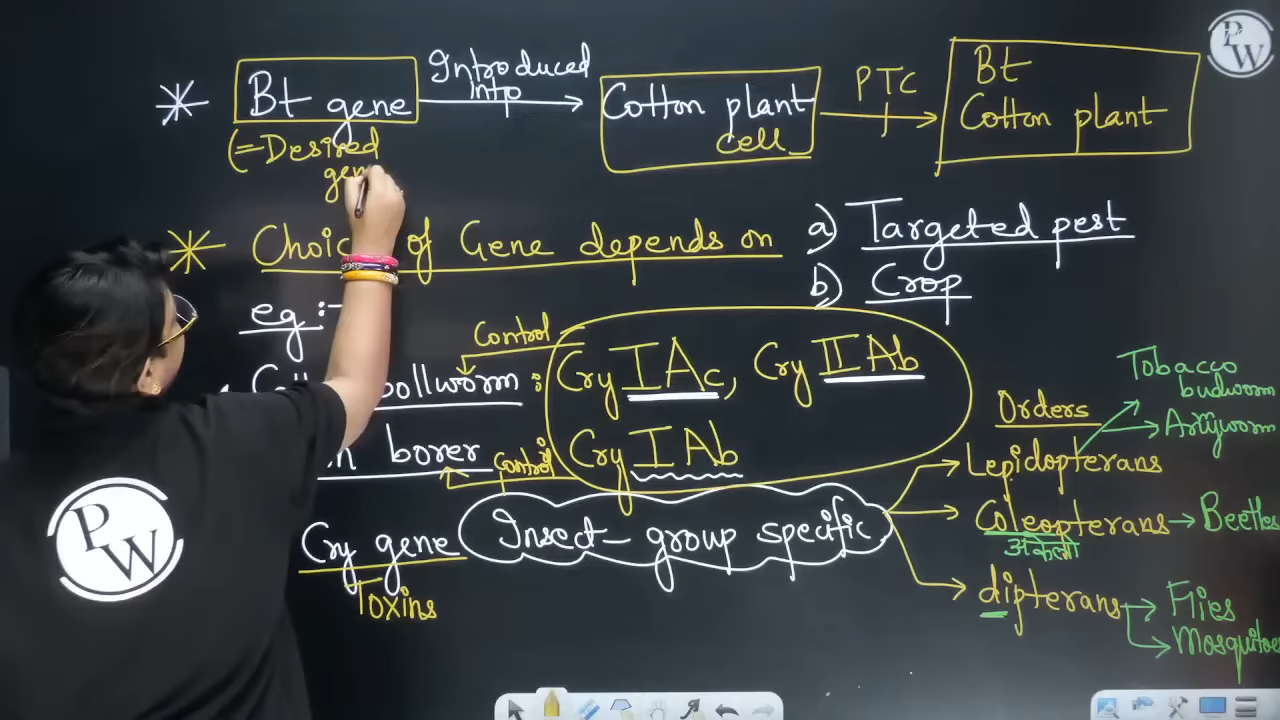 Bt gene
Introduced
Into
Cotton plant
cell
PTC
Bt
Cotton plant
(=Desired
Choic of Gene depends on
a) Targeted pest
b) Crop
eg :-
Control
bollworm : Cry IAc, Cry IIAb
borer
Control
Cry IAb
Cry gene
Insect-group specific
Toxins
Orders
Lepidopterans
Tobacco
budworm
Armyworm
Coleopterans → Beetles
dipterans
Flies
Mosquitoes
PW
PW